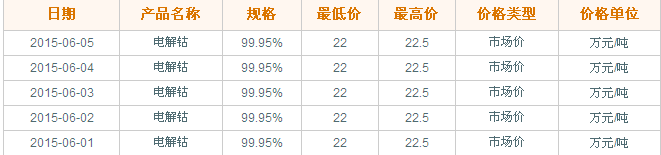 日期 产品名称 规格 最低价 最高价 价格类型 价格单位
2015-06-05 电解钴 99.95% 22 22.5 市场价 万元/吨
2015-06-04 电解钴 99.95% 22 22.5 市场价 万元/吨
2015-06-03 电解钴 99.95% 22 22.5 市场价 万元/吨
2015-06-02 电解钴 99.95% 22 22.5 市场价 万元/吨
2015-06-01 电解钴 99.95% 22 22.5 市场价 万元/吨